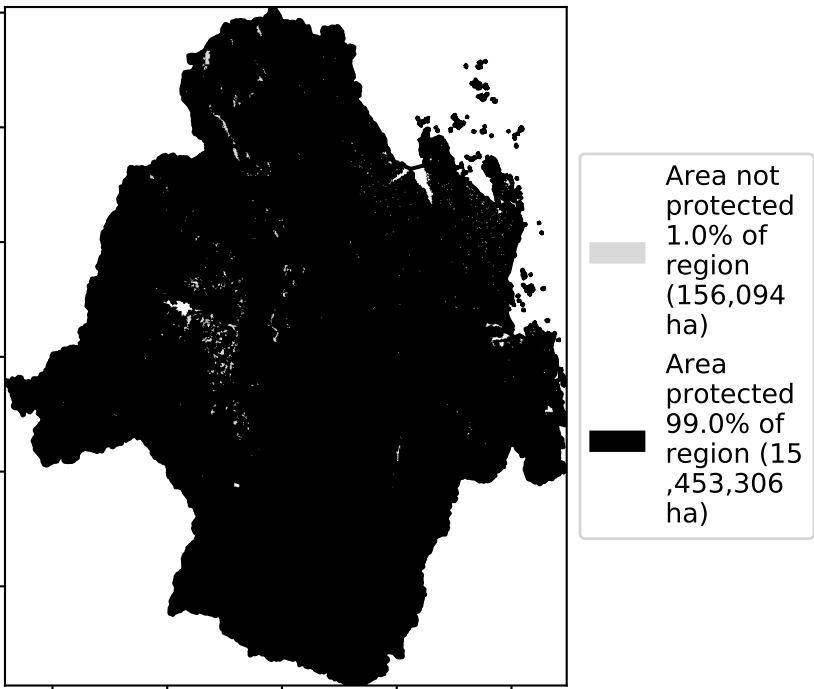 Area not
protected
1.0% of
region
(156,094
ha)
Area
protected
99.0% of
region (15
,453,306
ha)